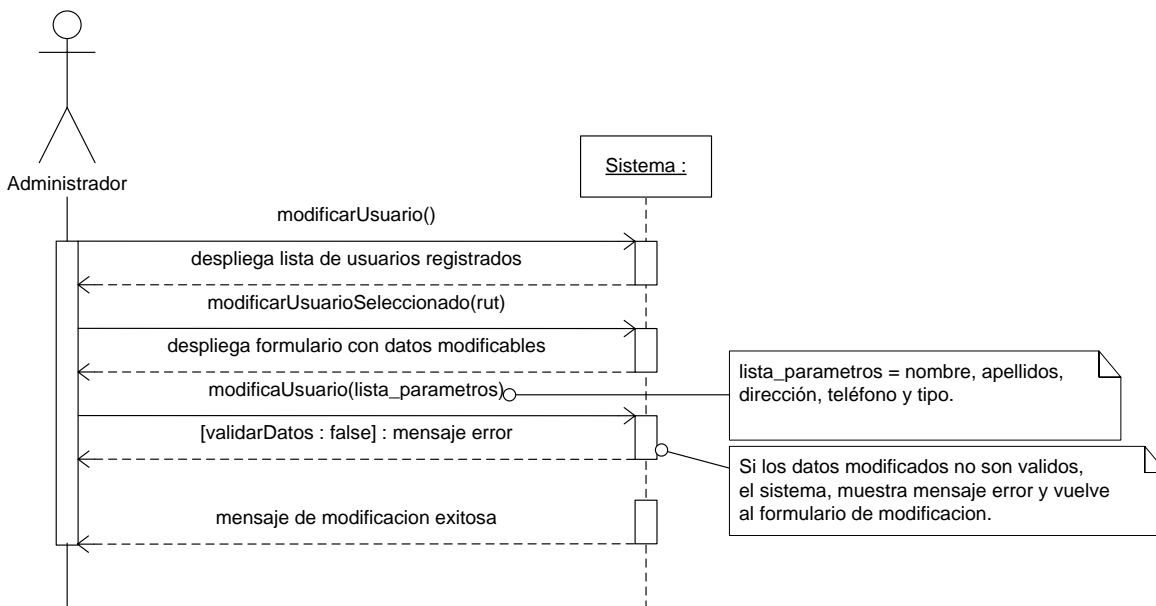 Administrador
Sistema :
modificarUsuario()
despliega lista de usuarios registrados
modificarUsuarioSeleccionado(rut)
despliega formulario con datos modificables
modificaUsuario(lista_parametros)
lista_parametros = nombre, apellidos,
dirección, teléfono y tipo.
[validarDatos : false] : mensaje error
Si los datos modificados no son validos,
el sistema, muestra mensaje error y vuelve
al formulario de modificacion.
mensaje de modificacion exitosa